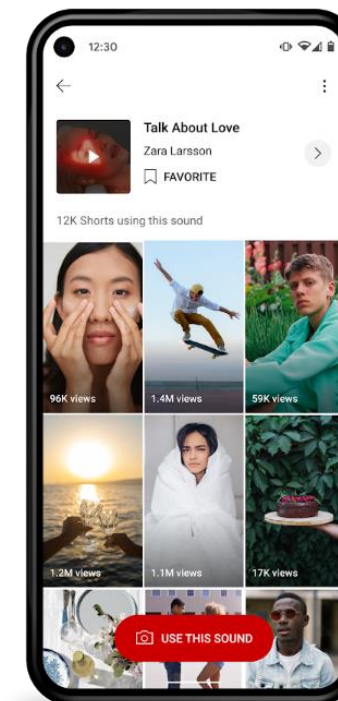 12:30
Talk About Love
Zara Larsson
FAVORITE
12K Shorts using this sound
96K views
1.4M views
59K views
1.2M views
1.1M views
17K views
USE THIS SOUND